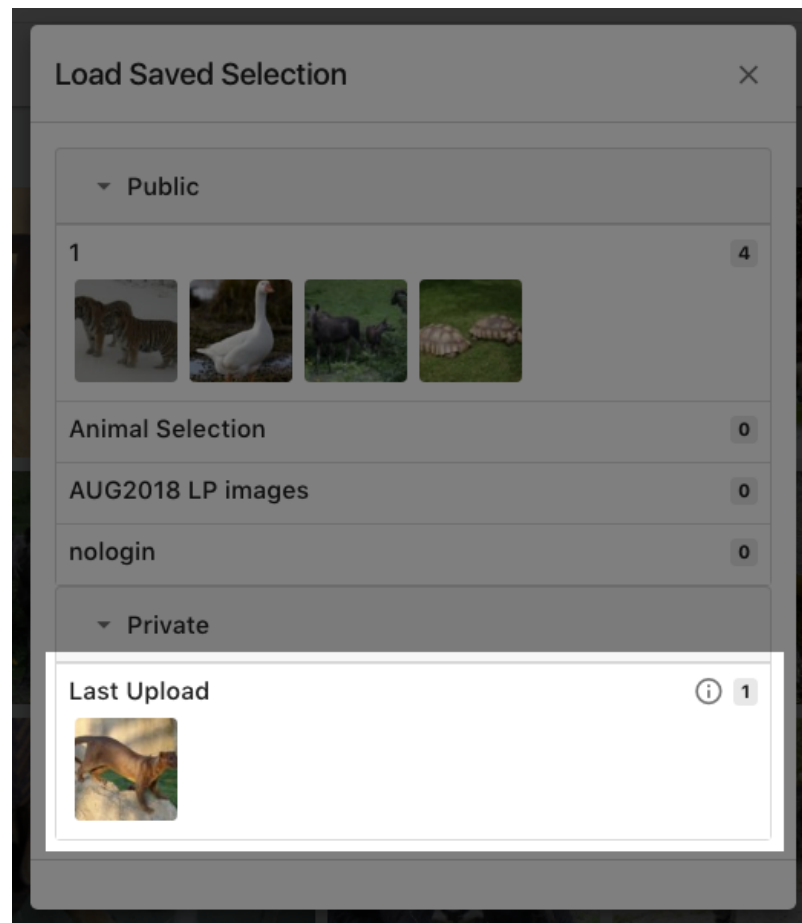 Load Saved Selection
Public
1 4
Animal Selection 0
AUG2018 LP images 0
nologin 0
Private
Last Upload 1